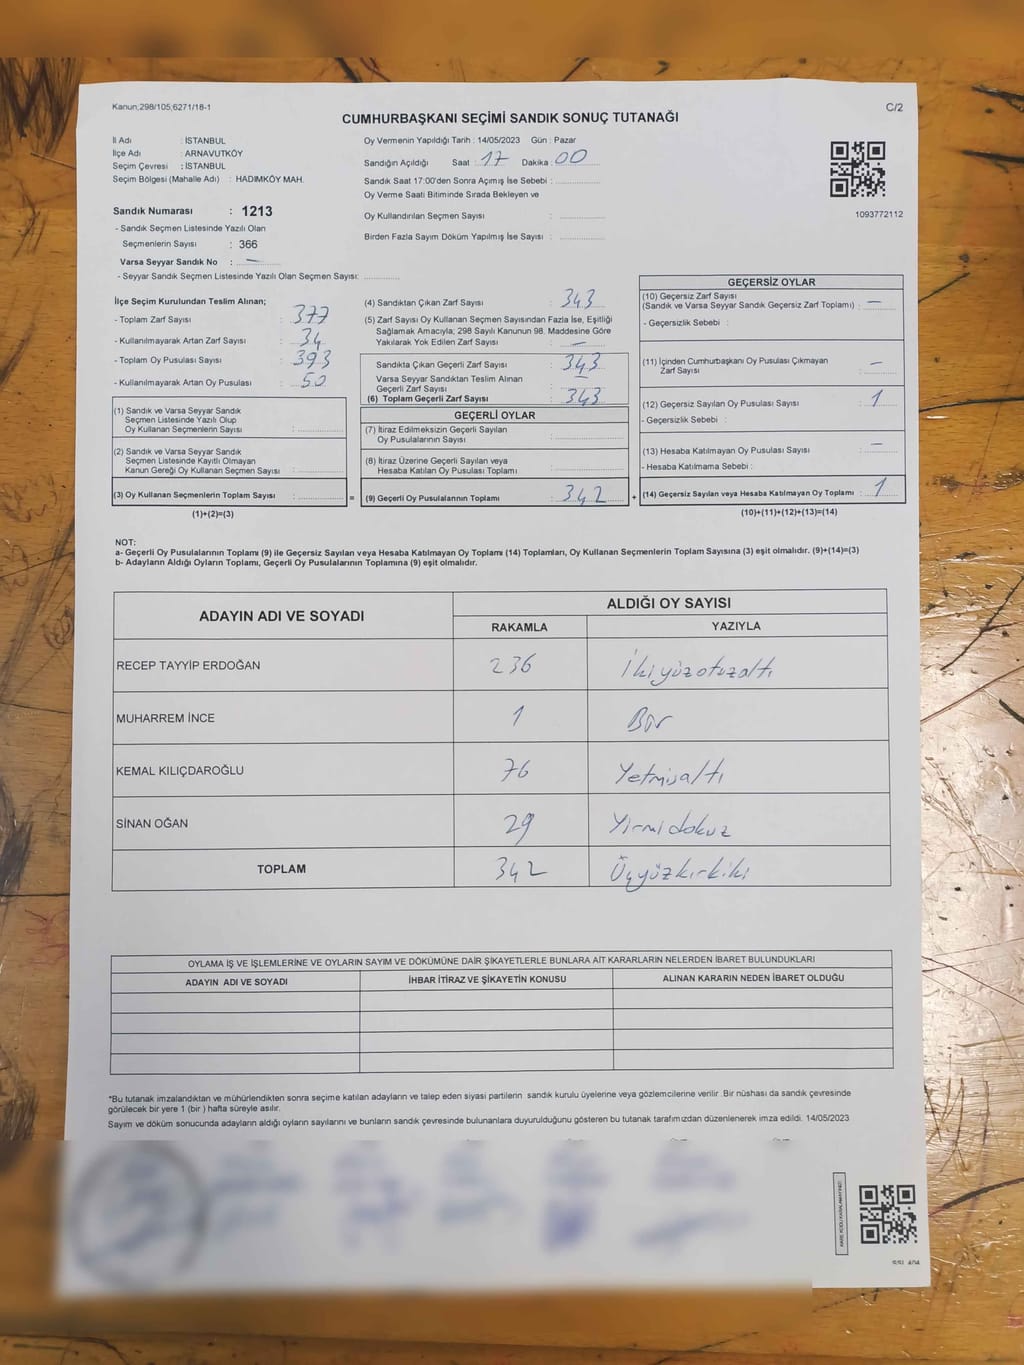 Kanun;298/105;6271/18-1
C/2
CUMHURBAŞKANI SEÇİMİ SANDIK SONUÇ TUTANAĞI
İl Adı : İSTANBUL
İlçe Adı : ARNAVUTKÖY
Seçim Çevresi : İSTANBUL
Seçim Bölgesi (Mahalle Adı) : HADIMKÖY MAH.
Oy Vermenin Yapıldığı Tarih : 14/05/2023 Gün : Pazar
Sandığın Açıldığı Saat : 17 Dakika : 00
Sandık Saat 17:00'den Sonra Açımış İse Sebebi :
Oy Verme Saati Bitiminde Sırada Bekleyen ve
Oy Kullandırılan Seçmen Sayısı :
Birden Fazla Sayım Döküm Yapılmış İse Sayısı :
1093772112
Sandık Numarası : 1213
- Sandık Seçmen Listesinde Yazılı Olan
Seçmenlerin Sayısı : 366
Varsa Seyyar Sandık No : —
- Seyyar Sandık Seçmen Listesinde Yazılı Olan Seçmen Sayısı:
İlçe Seçim Kurulundan Teslim Alınan;
- Toplam Zarf Sayısı : 377
- Kullanılmayarak Artan Zarf Sayısı : 34
- Toplam Oy Pusulası Sayısı : 393
- Kullanılmayarak Artan Oy Pusulası : 50
(1) Sandık ve Varsa Seyyar Sandık
Seçmen Listesinde Yazılı Olup
Oy Kullanan Seçmenlerin Sayısı :
(2) Sandık ve Varsa Seyyar Sandık
Seçmen Listesinde Kayıtlı Olmayan
Kanun Gereği Oy Kullanan Seçmen Sayısı :
(3) Oy Kullanan Seçmenlerin Toplam Sayısı : =
(1)+(2)=(3)
(4) Sandıktan Çıkan Zarf Sayısı : 343
(5) Zarf Sayısı Oy Kullanan Seçmen Sayısından Fazla İse, Eşitliği
Sağlamak Amacıyla; 298 Sayılı Kanunun 98. Maddesine Göre
Yakılarak Yok Edilen Zarf Sayısı : —
Sandıkta Çıkan Geçerli Zarf Sayısı : 343
Varsa Seyyar Sandıktan Teslim Alınan
Geçerli Zarf Sayısı : —
(6) Toplam Geçerli Zarf Sayısı : 343
GEÇERLİ OYLAR
(7) İtiraz Edilmeksizin Geçerli Sayılan
Oy Pusulalarının Sayısı :
(8) İtiraz Üzerine Geçerli Sayılan veya
Hesaba Katılan Oy Pusulası Toplamı :
(9) Geçerli Oy Pusulalarının Toplamı : 342 +
GEÇERSİZ OYLAR
(10) Geçersiz Zarf Sayısı
(Sandık ve Varsa Seyyar Sandık Geçersiz Zarf Toplamı) : —
- Geçersizlik Sebebi :
(11) İçinden Cumhurbaşkanı Oy Pusulası Çıkmayan
Zarf Sayısı : —
(12) Geçersiz Sayılan Oy Pusulası Sayısı : 1
- Geçersizlik Sebebi :
(13) Hesaba Katılmayan Oy Pusulası Sayısı : —
- Hesaba Katılmama Sebebi :
(14) Geçersiz Sayılan veya Hesaba Katılmayan Oy Toplamı : 1
(10)+(11)+(12)+(13)=(14)
NOT:
a- Geçerli Oy Pusulalarının Toplamı (9) ile Geçersiz Sayılan veya Hesaba Katılmayan Oy Toplamı (14) Toplamları, Oy Kullanan Seçmenlerin Toplam Sayısına (3) eşit olmalıdır. (9)+(14)=(3)
b- Adayların Aldığı Oyların Toplamı, Geçerli Oy Pusulalarının Toplamına (9) eşit olmalıdır.
ADAYIN ADI VE SOYADI ALDIĞI OY SAYISI
RAKAMLA YAZIYLA
RECEP TAYYİP ERDOĞAN 236 İkiyüzotuzaltı
MUHARREM İNCE 1 Bir
KEMAL KILIÇDAROĞLU 76 Yetmişaltı
SİNAN OĞAN 29 Yirmidokuz
TOPLAM 342 Üçyüzkırkiki
OYLAMA İŞ VE İŞLEMLERİNE VE OYLARIN SAYIM VE DÖKÜMÜNE DAİR ŞİKAYETLERLE BUNLARA AİT KARARLARIN NELERDEN İBARET BULUNDUKLARI
ADAYIN ADI VE SOYADI İHBAR İTİRAZ VE ŞİKAYETİN KONUSU ALINAN KARARIN NEDEN İBARET OLDUĞU
*Bu tutanak imzalandıktan ve mühürlendikten sonra seçime katılan adayların ve talep eden siyasi partilerin sandık kurulu üyelerine veya gözlemcilerine verilir .Bir nüshası da sandık çevresinde
görülecek bir yere 1 (bir ) hafta süreyle asılır.
Sayım ve döküm sonucunda adayların aldığı oyların sayılarını ve bunların sandık çevresinde bulunanlara duyurulduğunu gösteren bu tutanak tarafımızdan düzenlenerek imza edildi. 14/05/2023